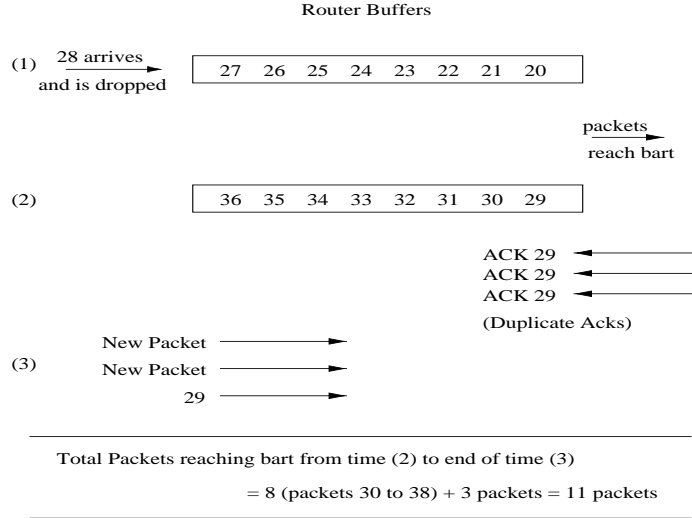 Router Buffers
(1) 28 arrives
and is dropped
27 26 25 24 23 22 21 20
packets
reach bart
(2) 36 35 34 33 32 31 30 29
ACK 29
ACK 29
ACK 29
(Duplicate Acks)
(3) New Packet
New Packet
29
Total Packets reaching bart from time (2) to end of time (3)
= 8 (packets 30 to 38) + 3 packets = 11 packets